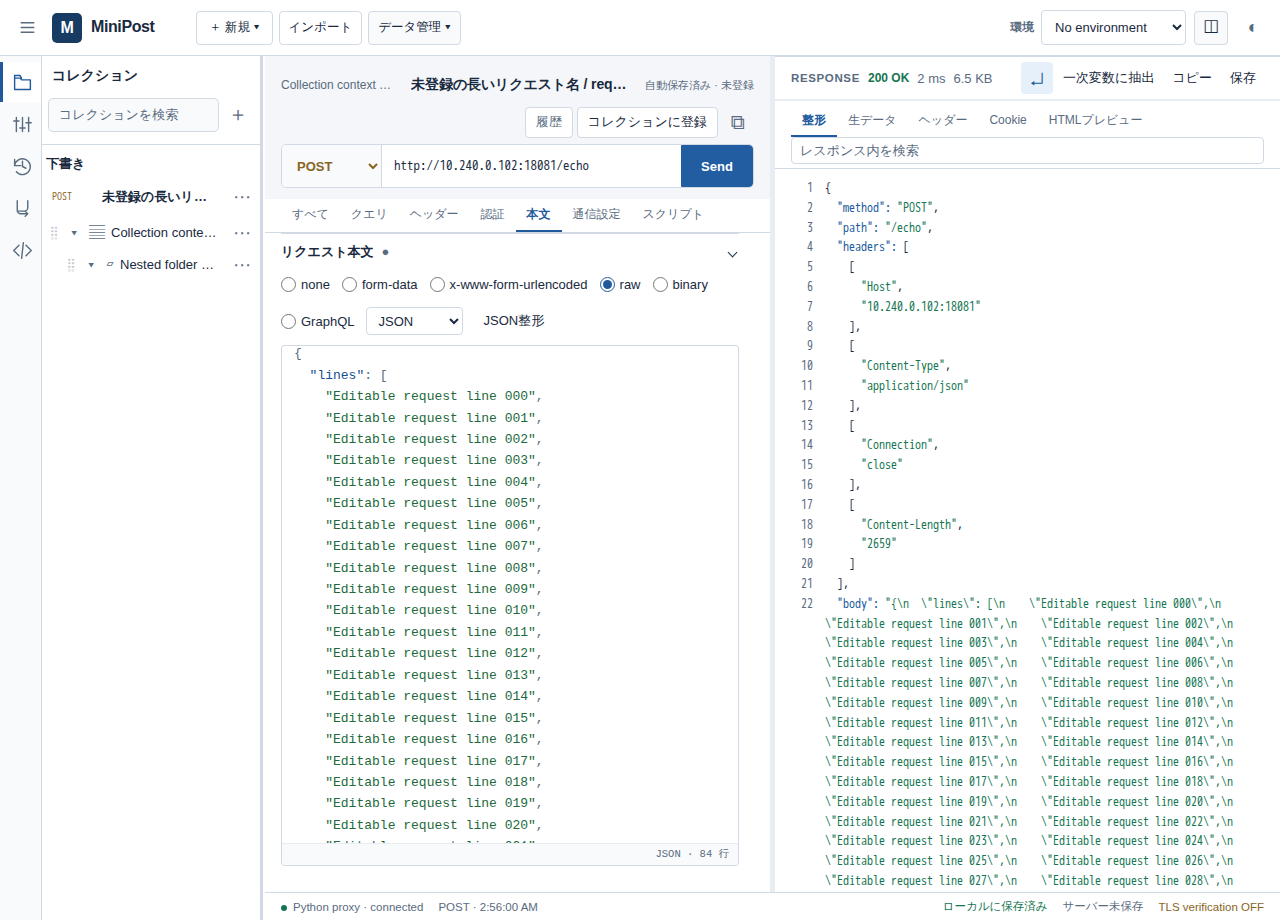 M MiniPost ＋ 新規 ▾ インポート データ管理 ▾ 環境 No environment
コレクション
コレクションを検索 ＋
下書き
POST 未登録の長いリ… ···
Collection conte… ···
Nested folder … ···
Collection context … 未登録の長いリクエスト名 / req… 自動保存済み · 未登録
履歴 コレクションに登録
POST http://10.240.0.102:18081/echo Send
すべて クエリ ヘッダー 認証 本文 通信設定 スクリプト
リクエスト本文
none form-data x-www-form-urlencoded raw binary
GraphQL JSON JSON整形
{
"lines": [
"Editable request line 000",
"Editable request line 001",
"Editable request line 002",
"Editable request line 003",
"Editable request line 004",
"Editable request line 005",
"Editable request line 006",
"Editable request line 007",
"Editable request line 008",
"Editable request line 009",
"Editable request line 010",
"Editable request line 011",
"Editable request line 012",
"Editable request line 013",
"Editable request line 014",
"Editable request line 015",
"Editable request line 016",
"Editable request line 017",
"Editable request line 018",
"Editable request line 019",
"Editable request line 020",
JSON · 84 行
RESPONSE 200 OK 2 ms 6.5 KB 一次変数に抽出 コピー 保存
整形 生データ ヘッダー Cookie HTMLプレビュー
レスポンス内を検索
1 {
2 "method": "POST",
3 "path": "/echo",
4 "headers": [
5 [
6 "Host",
7 "10.240.0.102:18081"
8 ],
9 [
10 "Content-Type",
11 "application/json"
12 ],
13 [
14 "Connection",
15 "close"
16 ],
17 [
18 "Content-Length",
19 "2659"
20 ]
21 ],
22 "body": "{\n  \"lines\": [\n    \"Editable request line 000\",\n
\"Editable request line 001\",\n    \"Editable request line 002\",\n
\"Editable request line 003\",\n    \"Editable request line 004\",\n
\"Editable request line 005\",\n    \"Editable request line 006\",\n
\"Editable request line 007\",\n    \"Editable request line 008\",\n
\"Editable request line 009\",\n    \"Editable request line 010\",\n
\"Editable request line 011\",\n    \"Editable request line 012\",\n
\"Editable request line 013\",\n    \"Editable request line 014\",\n
\"Editable request line 015\",\n    \"Editable request line 016\",\n
\"Editable request line 017\",\n    \"Editable request line 018\",\n
\"Editable request line 019\",\n    \"Editable request line 020\",\n
\"Editable request line 021\",\n    \"Editable request line 022\",\n
\"Editable request line 023\",\n    \"Editable request line 024\",\n
\"Editable request line 025\",\n    \"Editable request line 026\",\n
\"Editable request line 027\",\n    \"Editable request line 028\",\n
Python proxy · connected POST · 2:56:00 AM ローカルに保存済み サーバー未保存 TLS verification OFF